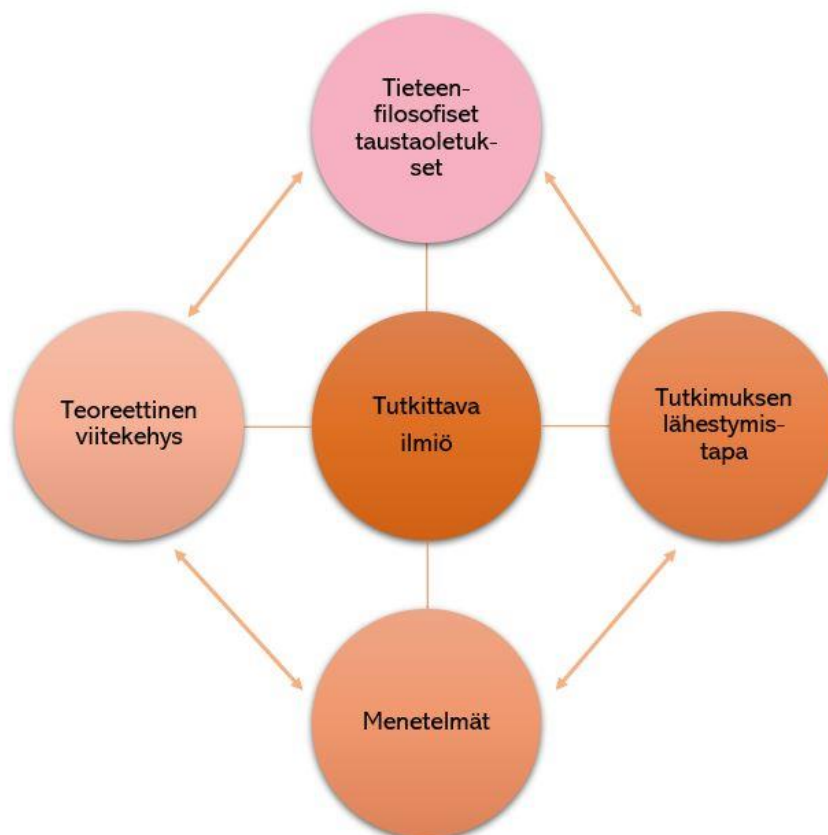 Tieteen-
filosofiset
taustaoletuk-
set
Teoreettinen
viitekehys
Tutkittava
ilmiö
Tutkimuksen
lähestymis-
tapa
Menetelmät